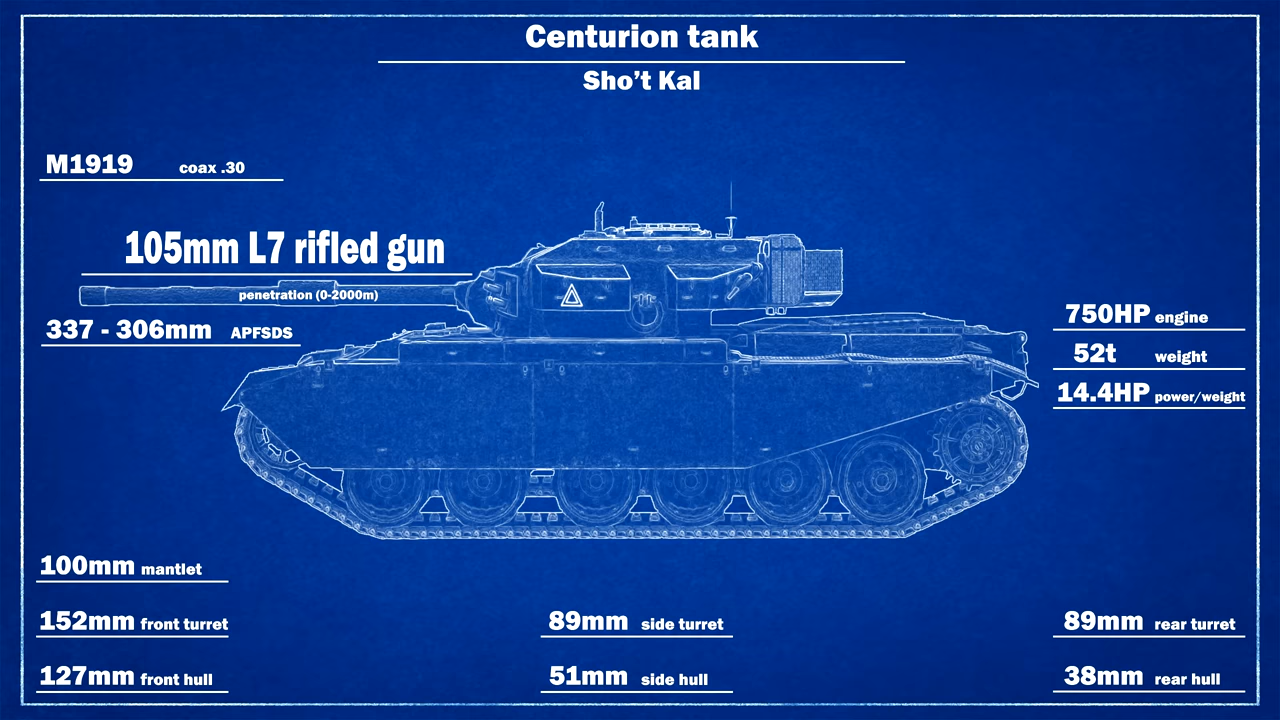 Centurion tank
Sho't Kal
M1919 coax .30
105mm L7 rifled gun
penetration (0-2000m)
337 - 306mm APFSDS
750HP engine
52t weight
14.4HP power/weight
100mm mantlet
152mm front turret
89mm side turret
89mm rear turret
127mm front hull
51mm side hull
38mm rear hull